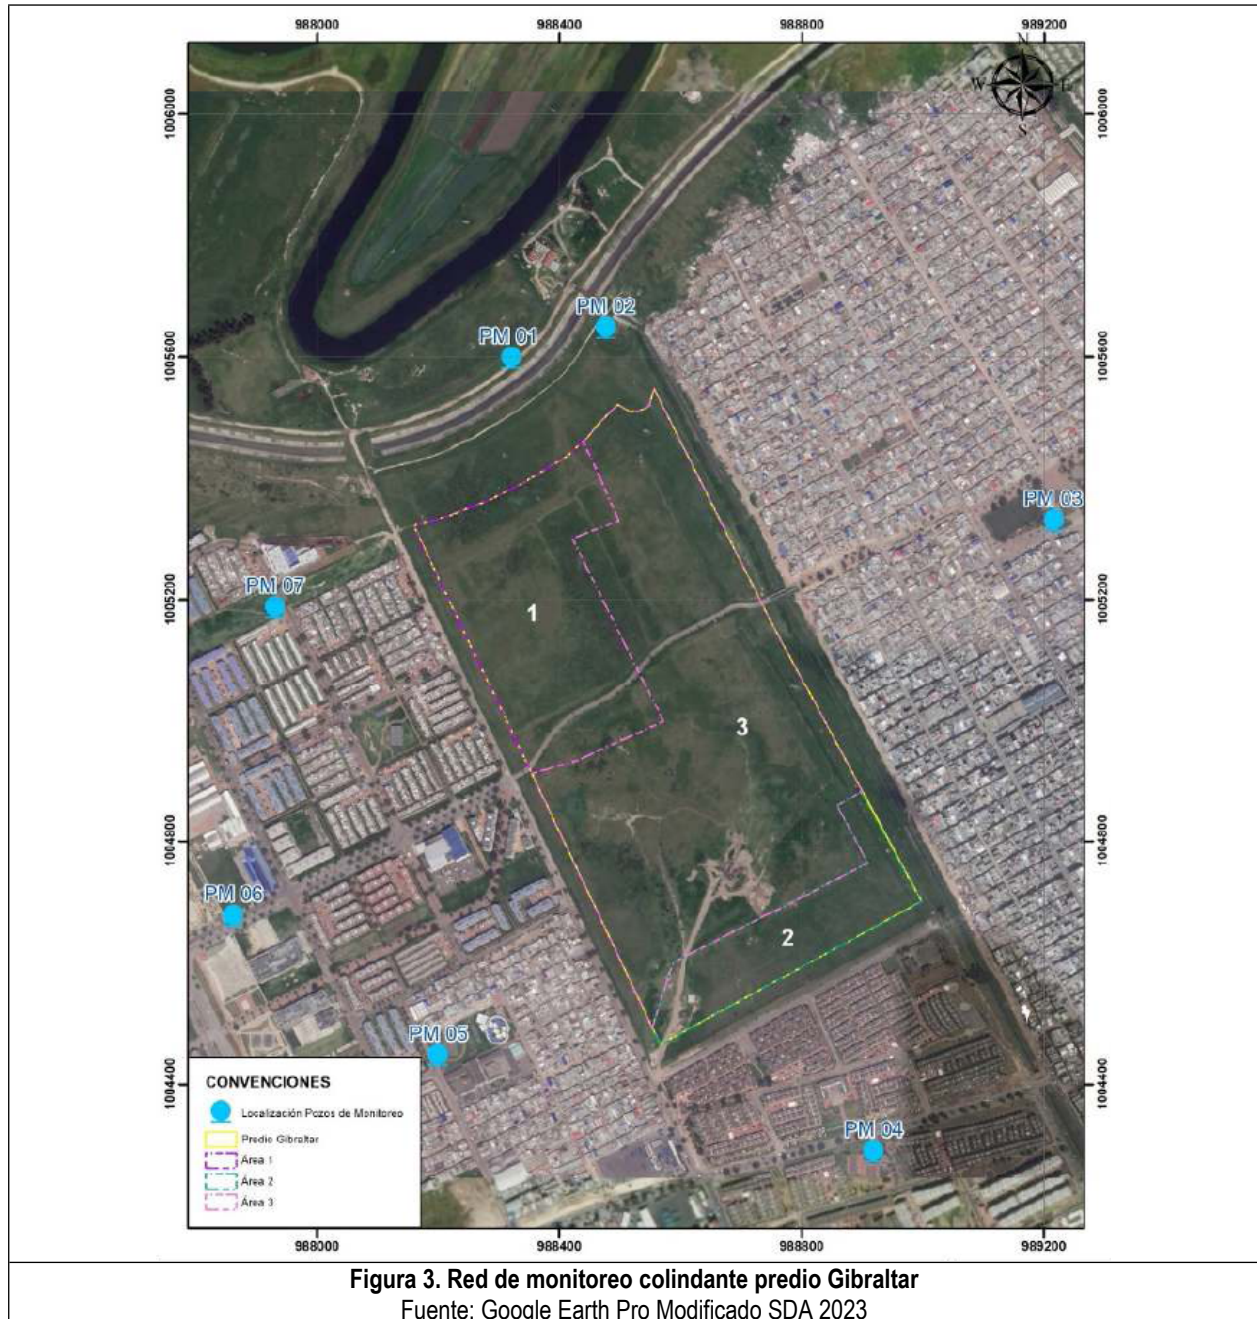 988000 988400 988800 989200
N
W E
S
1006000 1006000
PM 02
PM 01
1005600 1005600
PM 03
PM 07
1005200 1005200
1
3
1004800 1004800
PM 06
2
PM 05
1004400 1004400
PM 04
CONVENCIONES
Localización Pozos de Monitoreo
Predio Gibraltar
Área 1
Área 2
Área 3
988000 988400 988800 989200
Figura 3. Red de monitoreo colindante predio Gibraltar
Fuente: Google Earth Pro Modificado SDA 2023